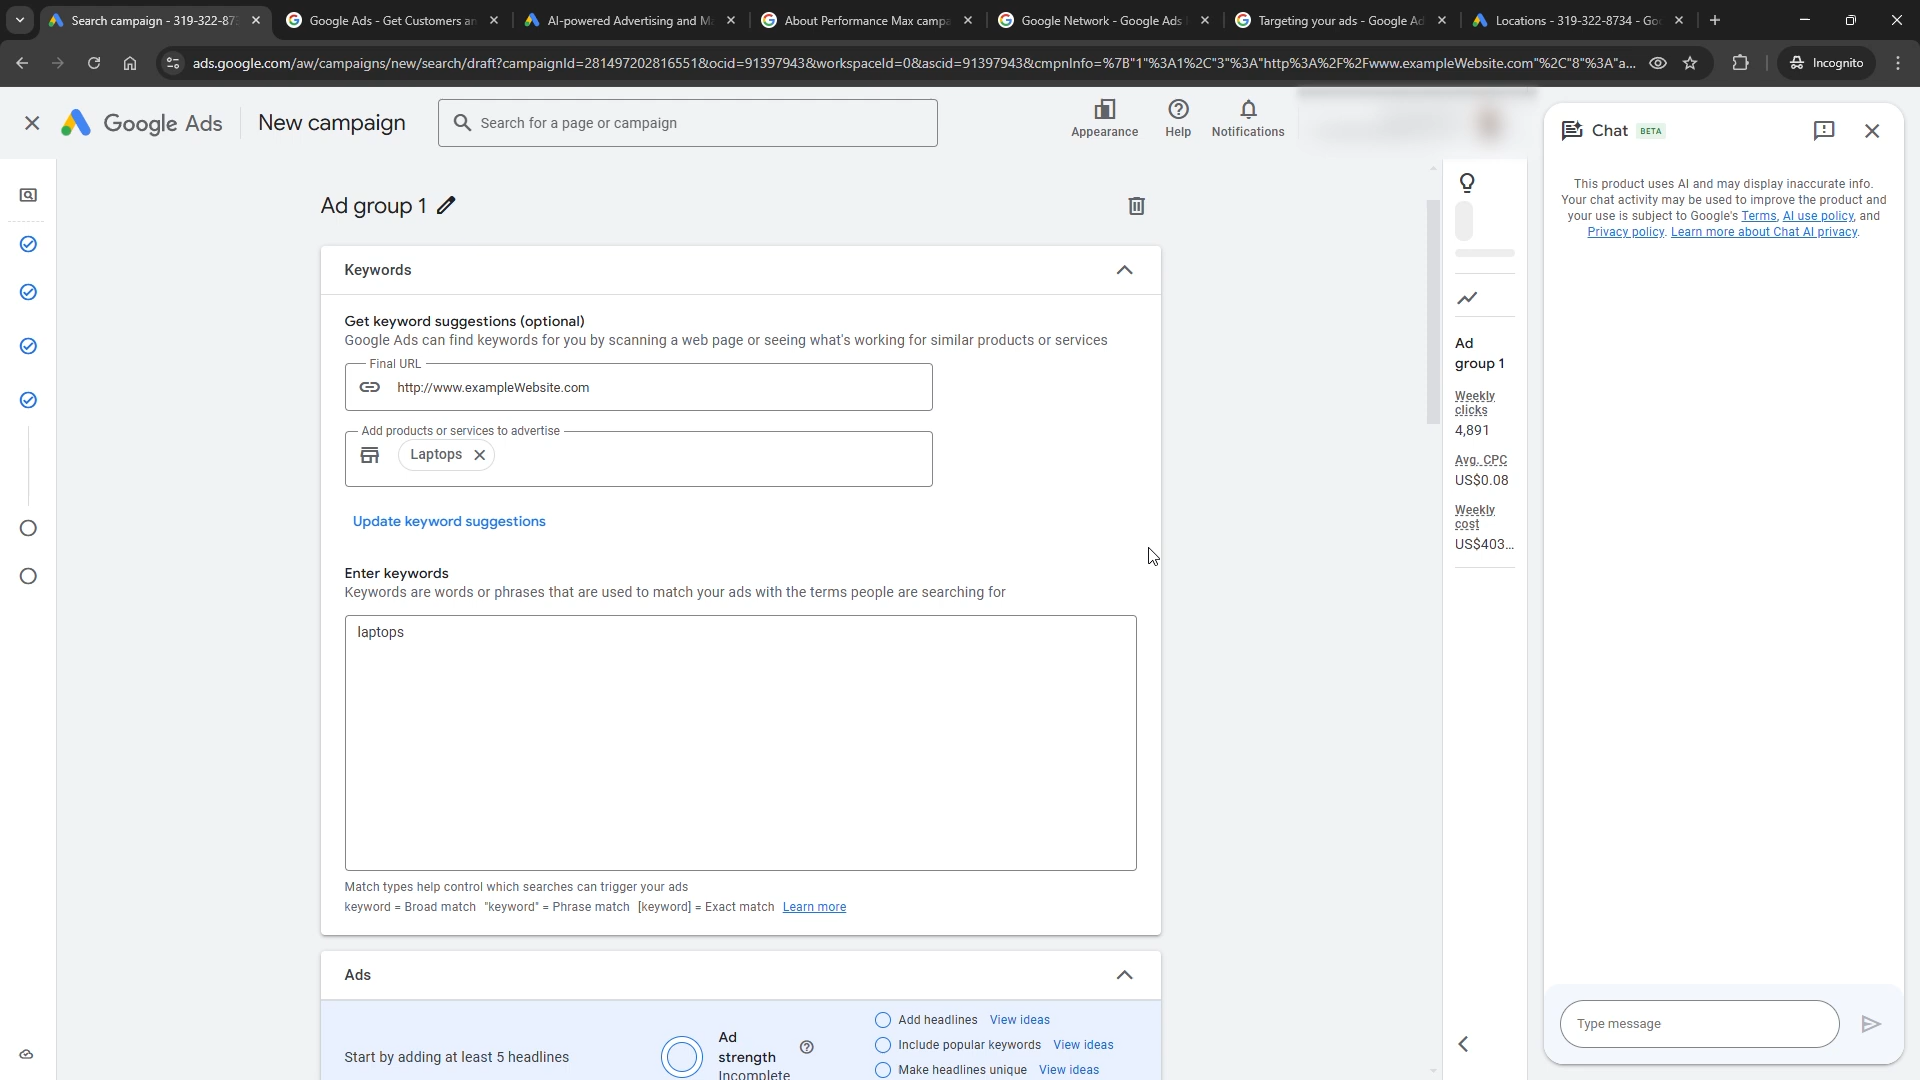 Search campaign - 319-322-87
Google Ads - Get Customers an
AI-powered Advertising and M
About Performance Max campa
Google Network - Google Ads
Targeting your ads - Google Ad
Locations - 319-322-8734 - Go
ads.google.com/aw/campaigns/new/search/draft?campaignId=281497202816551&ocid=91397943&workspaceId=0&ascid=91397943&cmpnInfo=%7B"1"%3A1%2C"3"%3A"http%3A%2F%2Fwww.exampleWebsite.com"%2C"8"%3A"a...
Incognito
Google Ads
New campaign
Search for a page or campaign
Appearance
Help
Notifications
Ad group 1
Keywords
Get keyword suggestions (optional)
Google Ads can find keywords for you by scanning a web page or seeing what's working for similar products or services
Final URL
http://www.exampleWebsite.com
Add products or services to advertise
Laptops
Update keyword suggestions
Enter keywords
Keywords are words or phrases that are used to match your ads with the terms people are searching for
laptops
Match types help control which searches can trigger your ads
keyword = Broad match "keyword" = Phrase match [keyword] = Exact match Learn more
Ads
Start by adding at least 5 headlines
Ad
strength
Incomplete
Add headlines View ideas
Include popular keywords View ideas
Make headlines unique View ideas
Ad
group 1
Weekly
clicks
4,891
Avg. CPC
US$0.08
Weekly
cost
US$403...
Chat BETA
This product uses AI and may display inaccurate info.
Your chat activity may be used to improve the product and
your use is subject to Google's Terms, AI use policy, and
Privacy policy. Learn more about Chat AI privacy.
Type message